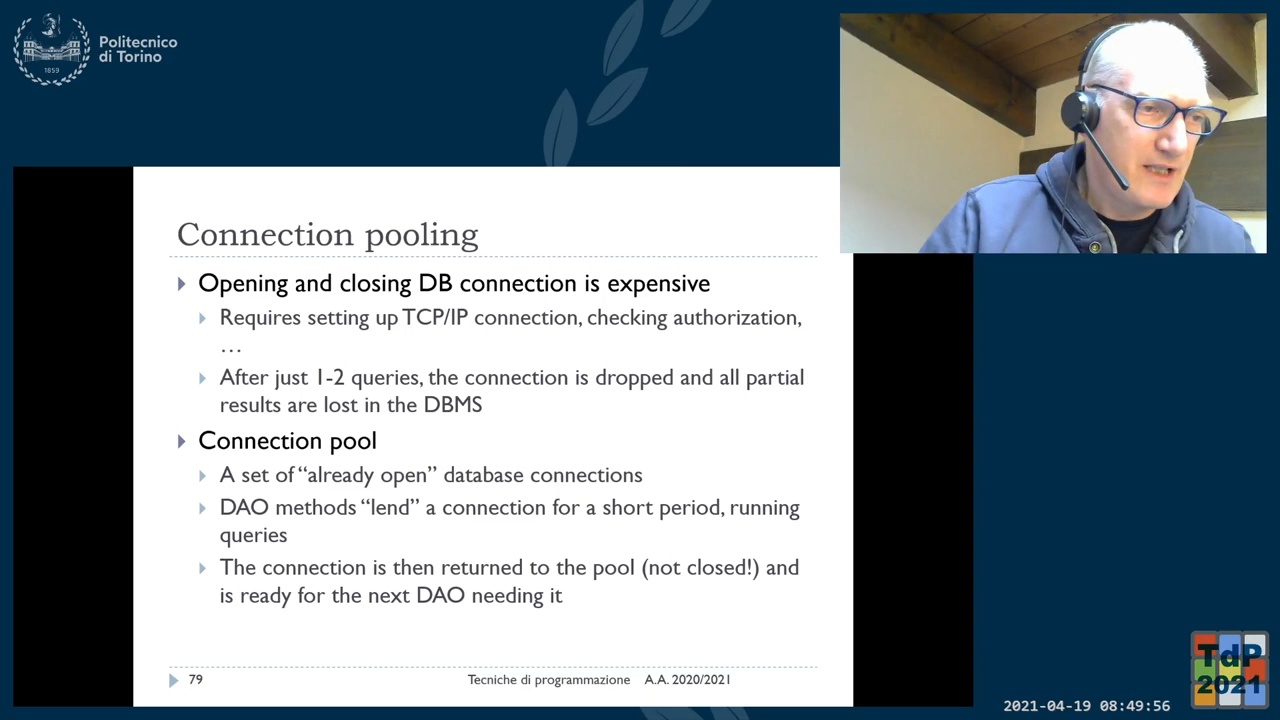 Politecnico
di Torino
1859
Connection pooling
Opening and closing DB connection is expensive
Requires setting up TCP/IP connection, checking authorization,
…
After just 1-2 queries, the connection is dropped and all partial
results are lost in the DBMS
Connection pool
A set of “already open” database connections
DAO methods “lend” a connection for a short period, running
queries
The connection is then returned to the pool (not closed!) and
is ready for the next DAO needing it
79
Tecniche di programmazione A.A. 2020/2021
TdP
2021
2021-04-19 08:49:56